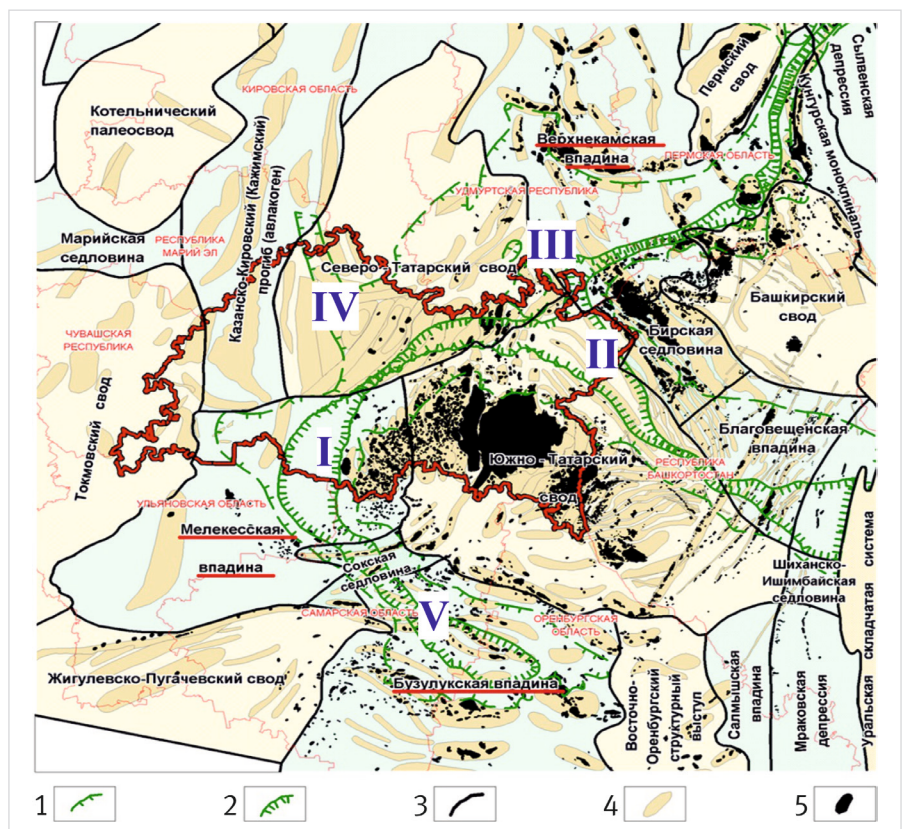 Котельнический
палеосвод
КИРОВСКАЯ ОБЛАСТЬ
Казанско-Кировский (Кажимский)
прогиб (авлакоген)
Пермский
свод
Сылвенская
депрессия
Кунгурская моноклиналь
Верхнекамская
впадина
ПЕРМСКАЯ ОБЛАСТЬ
УДМУРТСКАЯ РЕСПУБЛИКА
Марийская
седловина
РЕСПУБЛИКА
МАРИЙ ЭЛ
III
Северо-Татарский свод
IV
Башкирский
свод
ЧУВАШСКАЯ
РЕСПУБЛИКА
Токмовский свод
Бирская
седловина
II
Благовещенская
впадина
I
Южно - Татарский
свод
РЕСПУБЛИКА
БАШКОРТОСТАН
УЛЬЯНОВСКАЯ ОБЛАСТЬ
Мелекесская
впадина
Сокская
седловина
Шиханско-
Ишимбайская
седловина
САМАРСКАЯ ОБЛАСТЬ
V
ОРЕНБУРГСКАЯ
ОБЛАСТЬ
Жигулевско-Пугачевский свод
Бузулукская впадина
Восточно-
Оренбургский
структурный
выступ
Салмышская
впадина
Мраковская
депрессия
уральская складчатая система
1
2
3
4
5